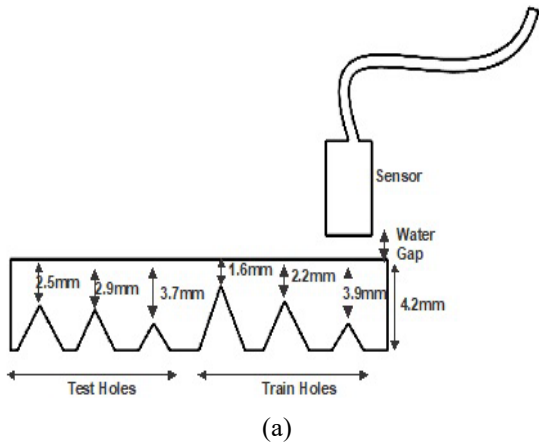 Sensor
Water
Gap
2.5mm
2.9mm
3.7mm
1.6mm
2.2mm
3.9mm
4.2mm
Test Holes
Train Holes
(a)